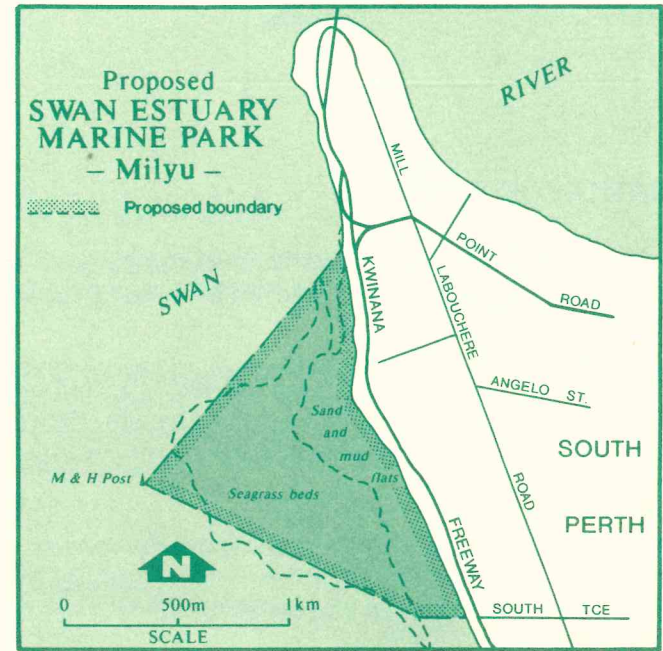 Proposed
SWAN ESTUARY
MARINE PARK
– Milyu –
Proposed boundary
RIVER
SWAN
MILL
POINT
ROAD
KWINANA
LABOUCHERE
ANGELO ST.
Sand
and
mud
flats
SOUTH
PERTH
M & H Post
Seagrass beds
ROAD
FREEWAY
N
SOUTH TCE
0 500m 1km
SCALE